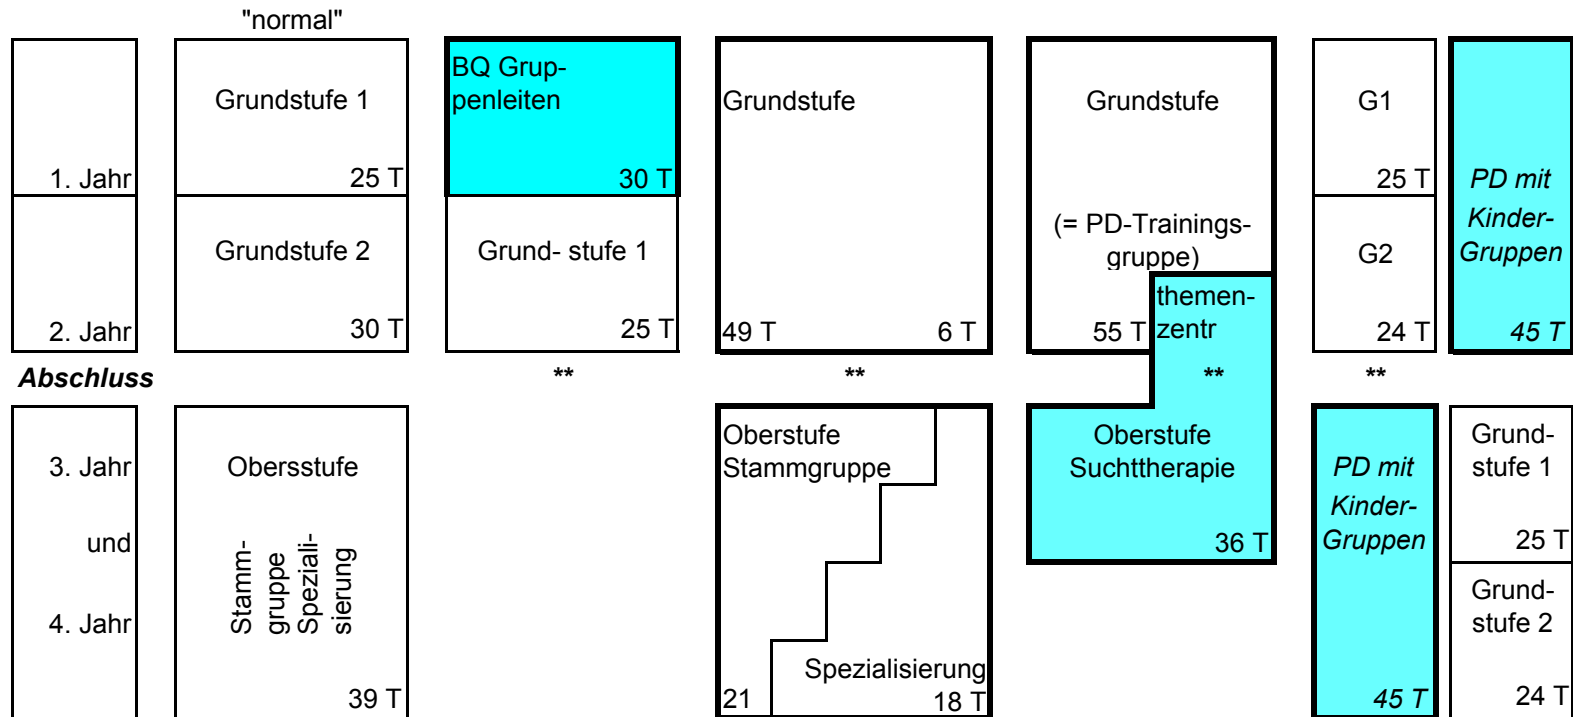 "normal"
1. Jahr
Grundstufe 1
25 T
BQ Grup-
penleiten
30 T
Grundstufe
Grundstufe
G1
25 T
PD mit
Kinder-
Gruppen
45 T
2. Jahr
Grundstufe 2
30 T
Grund- stufe 1
25 T
49 T
6 T
(= PD-Trainings-
gruppe)
55 T
themen-
zentr
G2
24 T
Abschluss
**
**
**
**
3. Jahr
und
4. Jahr
Obersstufe
Stamm-
gruppe
Speziali-
sierung
39 T
Oberstufe
Stammgruppe
21
Spezialisierung
18 T
Oberstufe
Suchttherapie
36 T
PD mit
Kinder-
Gruppen
45 T
Grund-
stufe 1
25 T
Grund-
stufe 2
24 T